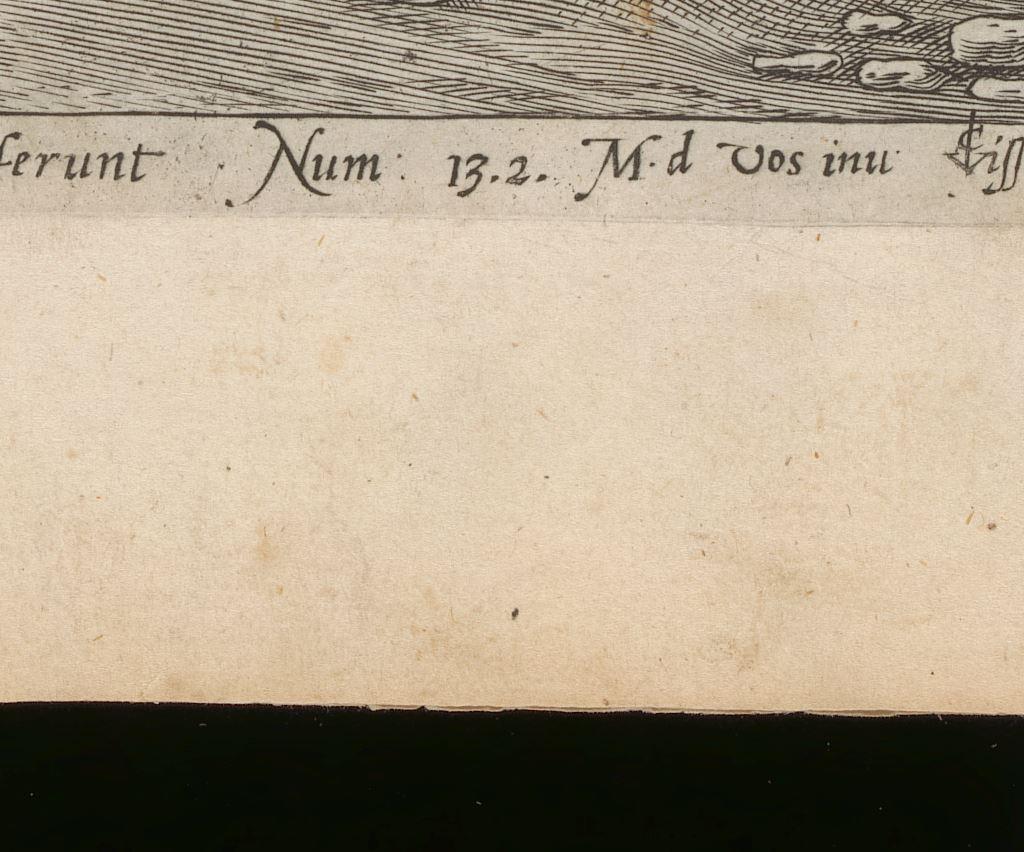 ferunt Num: 13.2. M.d Vos inu